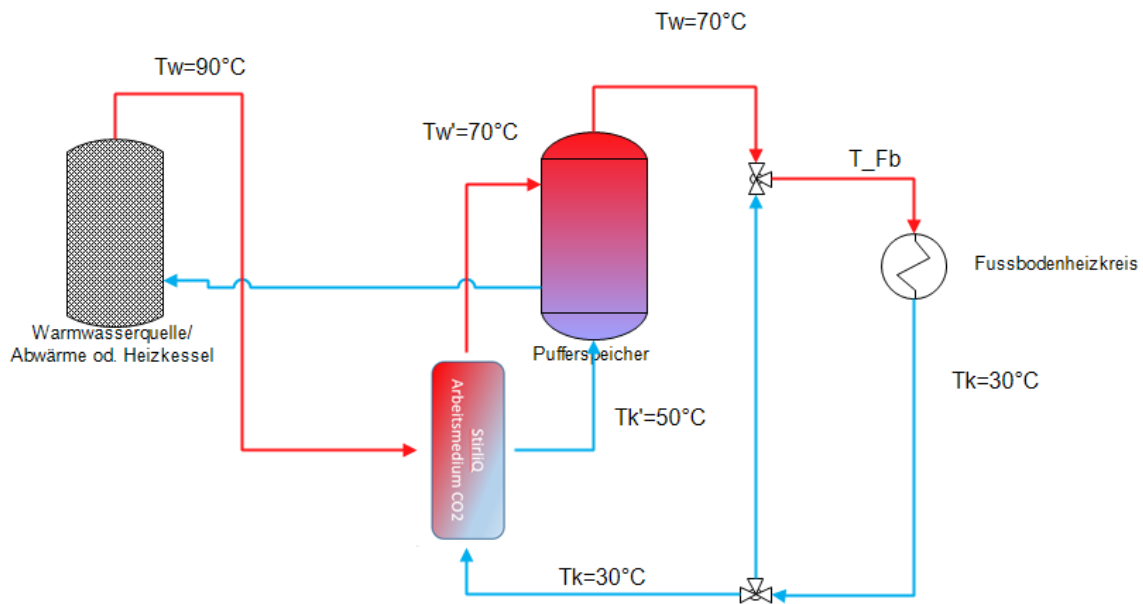 Tw=70°C
Tw=90°C
Tw'=70°C
T_Fb
Fussbodenheizkreis
Warmwasserquelle/
Abwärme od. Heizkessel
Pufferspeicher
Tk=30°C
Tk'=50°C
StirliQ
Arbeitsmedium CO2
Tk=30°C